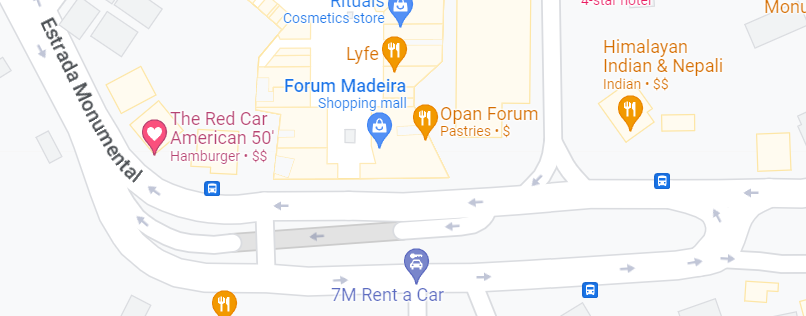 Rituals
Cosmetics store
4-star hotel
Monu
Lyfe
Himalayan
Indian & Nepali
Indian • $$
Forum Madeira
Shopping mall
Opan Forum
Pastries • $
The Red Car
American 50'
Hamburger • $$
Estrada Monumental
7M Rent a Car